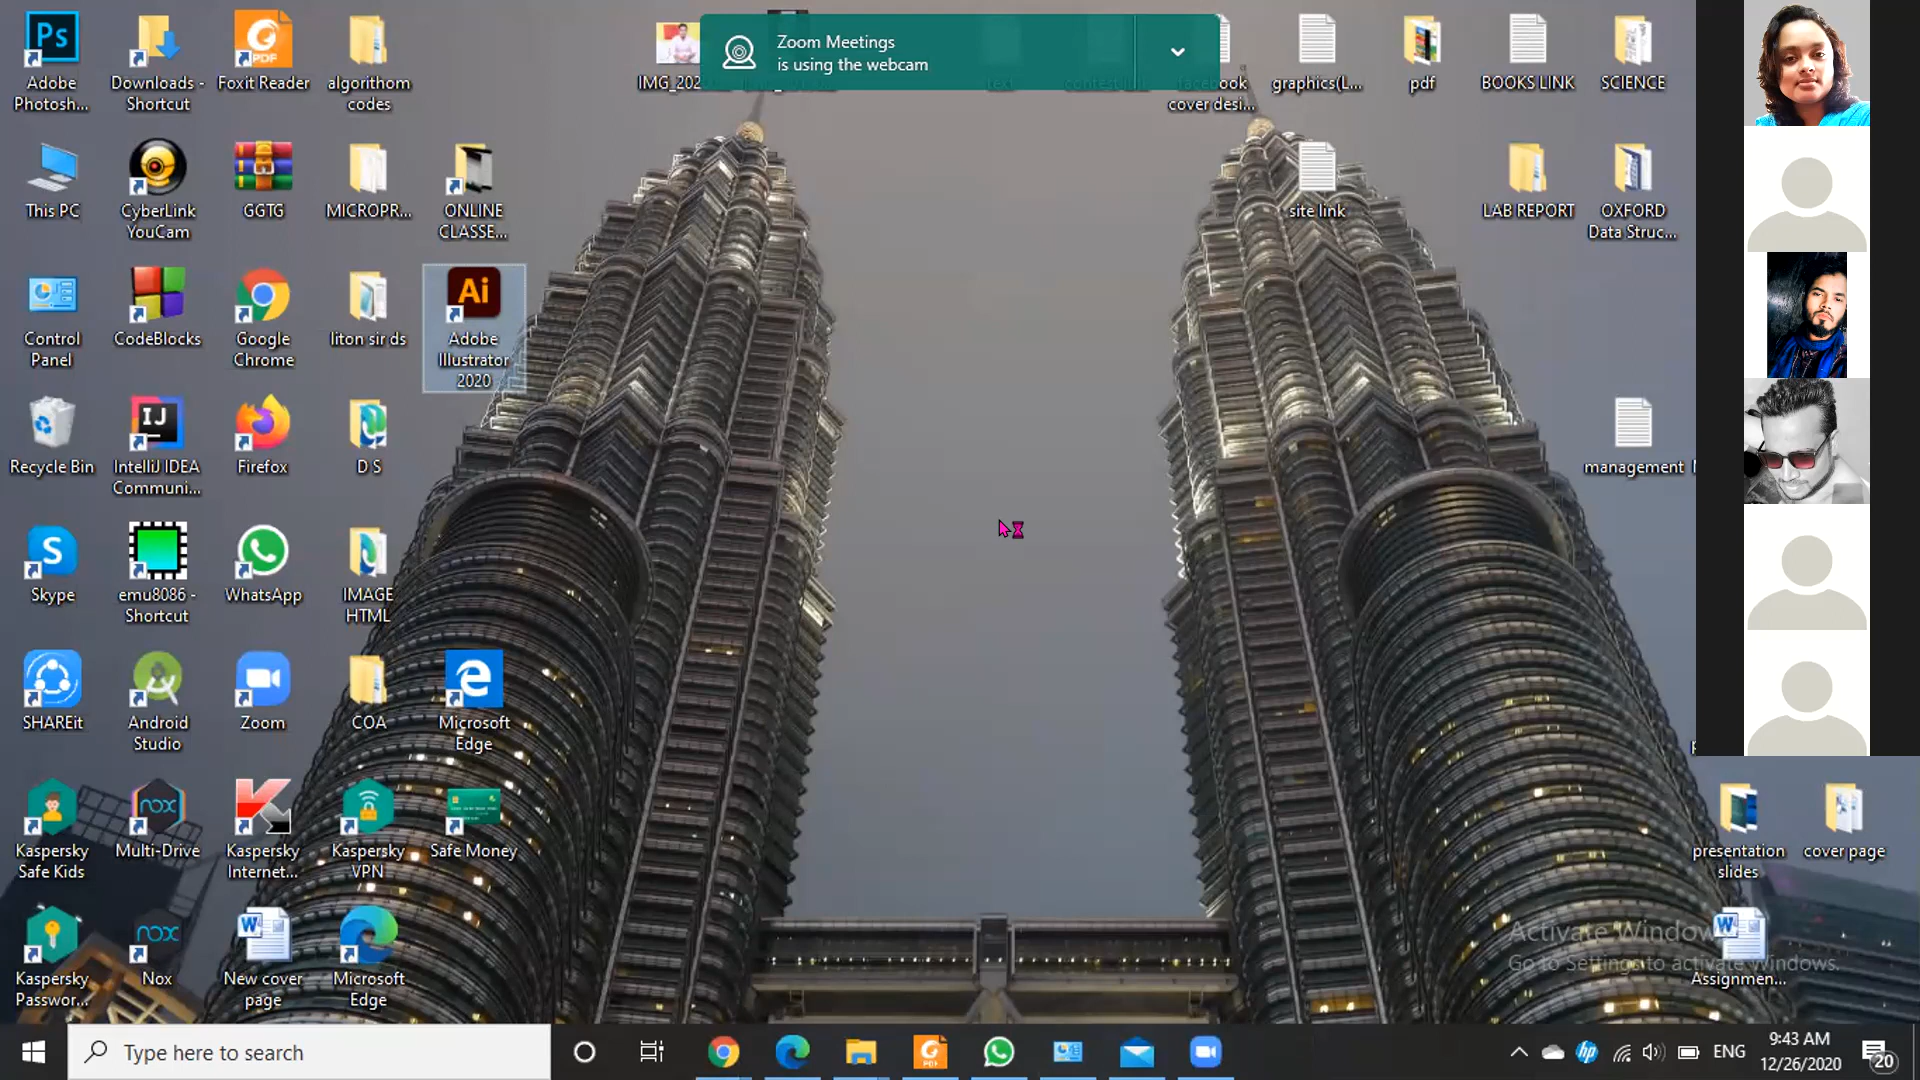 Zoom Meetings
is using the webcam
Adobe
Photosh...
Downloads -
Shortcut
Foxit Reader
algorithom
codes
IMG_202
facebook
cover desi...
graphics(L...
pdf
BOOKS LINK
SCIENCE
This PC
CyberLink
YouCam
GGTG
MICROPR...
ONLINE
CLASSE...
site link
LAB REPORT
OXFORD
Data Struc...
Control
Panel
CodeBlocks
Google
Chrome
liton sir ds
Adobe
Illustrator
2020
Recycle Bin
IntelliJ IDEA
Communi...
Firefox
D S
management
Skype
emu8086 -
Shortcut
WhatsApp
IMAGE
HTML
SHAREit
Android
Studio
Zoom
COA
Microsoft
Edge
Kaspersky
Safe Kids
Multi-Drive
Kaspersky
Internet...
Kaspersky
VPN
Safe Money
presentation
slides
cover page
Kaspersky
Passwor...
Nox
New cover
page
Microsoft
Edge
Activate Window
Go to Settings to activate Windows.
Assignmen...
Type here to search
ENG
9:43 AM
12/26/2020
20